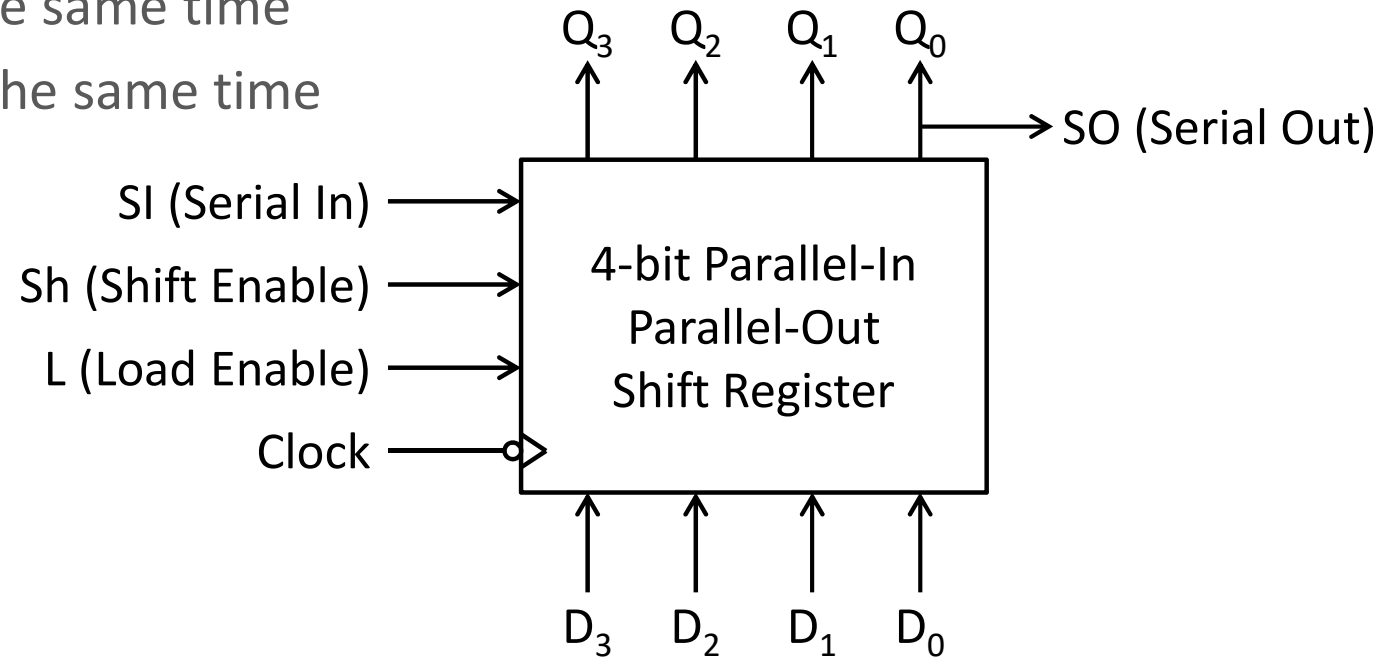 e same time
he same time
Q3 Q2 Q1 Q0
SO (Serial Out)
SI (Serial In)
Sh (Shift Enable)
L (Load Enable)
Clock
4-bit Parallel-In
Parallel-Out
Shift Register
D3 D2 D1 D0